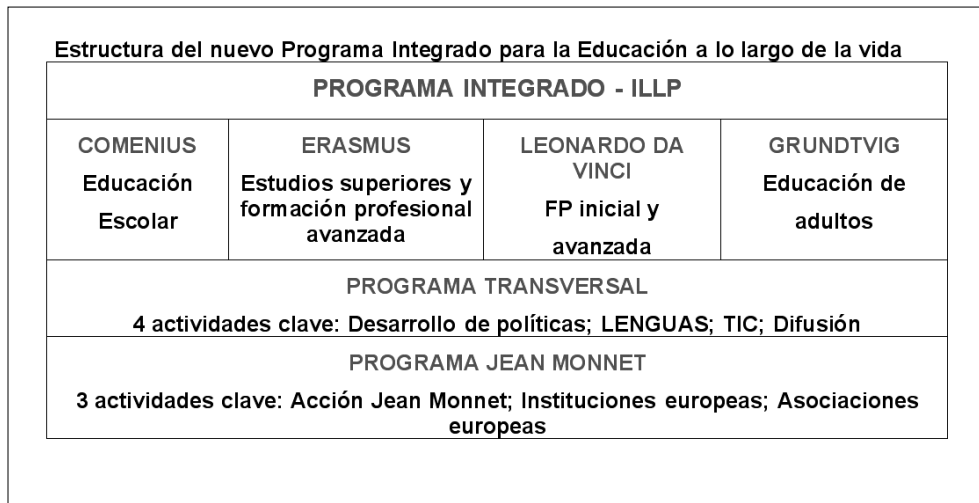 Estructura del nuevo Programa Integrado para la Educación a lo largo de la vida
PROGRAMA INTEGRADO - ILLP
COMENIUS
Educación
Escolar
ERASMUS
Estudios superiores y
formación profesional
avanzada
LEONARDO DA
VINCI
FP inicial y
avanzada
GRUNDTVIG
Educación de
adultos
PROGRAMA TRANSVERSAL
4 actividades clave: Desarrollo de políticas; LENGUAS; TIC; Difusión
PROGRAMA JEAN MONNET
3 actividades clave: Acción Jean Monnet; Instituciones europeas; Asociaciones
europeas